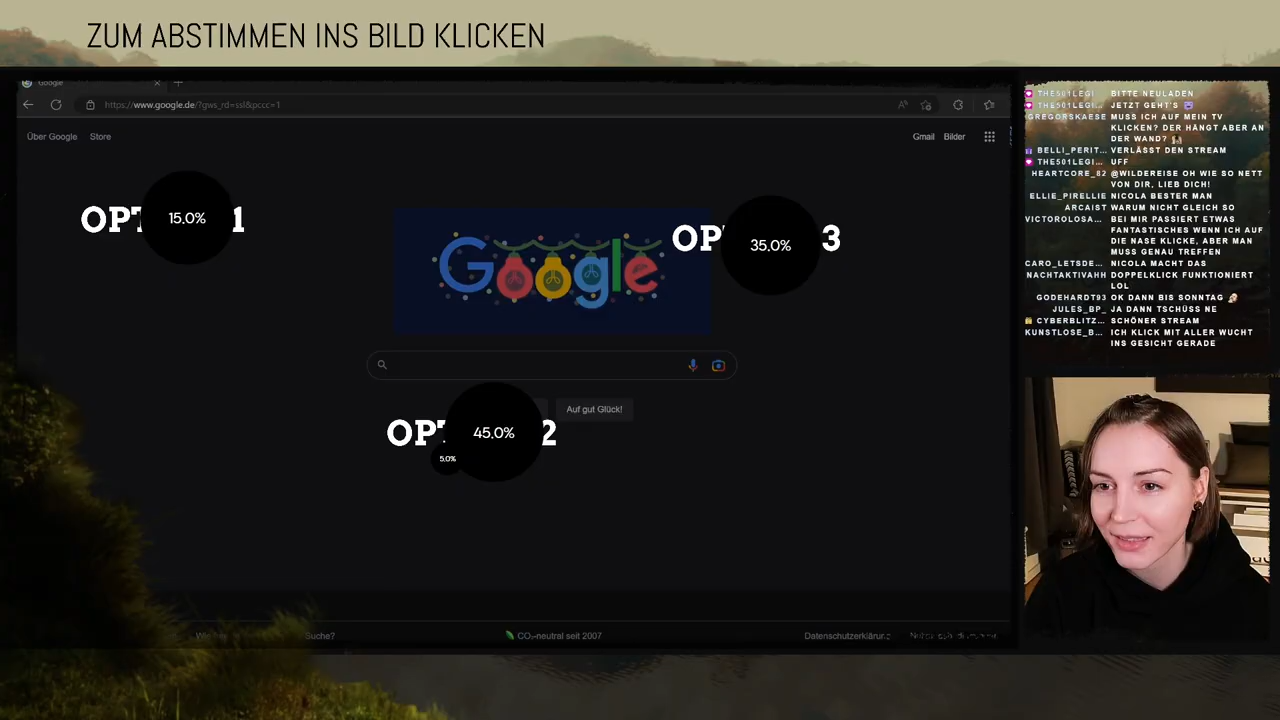 ZUM ABSTIMMEN INS BILD KLICKEN
Google
https://www.google.de/?gws_rd=ssl&pccc=1
Über Google Store
Gmail Bilder
15.0% 1
35.0% 3
Google
Auf gut Glück!
45.0% 2
5.0%
Suche?
CO₂-neutral seit 2007
THE501LEGI... BITTE NEULADEN
THE501LEGI... JETZT GEHT'S
GREGORSKAESE MUSS ICH AUF MEIN TV
KLICKEN? DER HÄNGT ABER AN
DER WAND?
BELLI_PERIT... VERLÄSST DEN STREAM
THE501LEGI... UFF
HEARTCORE_82 @WILDEREISE OH WIE SO NETT
VON DIR, LIEB DICH!
ELLIE_PIRELLIE NICOLA BESTER MAN
ARCAIST WARUM NICHT GLEICH SO
VICTOROLOSA... BEI MIR PASSIERT ETWAS
FANTASTISCHES WENN ICH AUF
DIE NASE KLICKE, ABER MAN
MUSS GENAU TREFFEN
CARO_LETSDE... NICOLA MACHT DAS
NACHTAKTIVAHH DOPPELKLICK FUNKTIONIERT
LOL
GODEHARDT93 OK DANN BIS SONNTAG
JULES_BP_ JA DANN TSCHÜSS NE
CYBERBLITZ... SCHÖNER STREAM
KUNSTLOSE_B... ICH KLICK MIT ALLER WUCHT
INS GESICHT GERADE